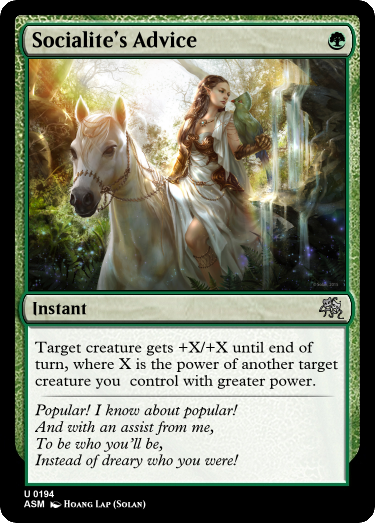 Socialite's Advice
Instant
Target creature gets +X/+X until end of
turn, where X is the power of another target
creature you  control with greater power.
Popular! I know about popular!
And with an assist from me,
To be who you'll be,
Instead of dreary who you were!
U 0194
ASM Hoang Lap (Solan)